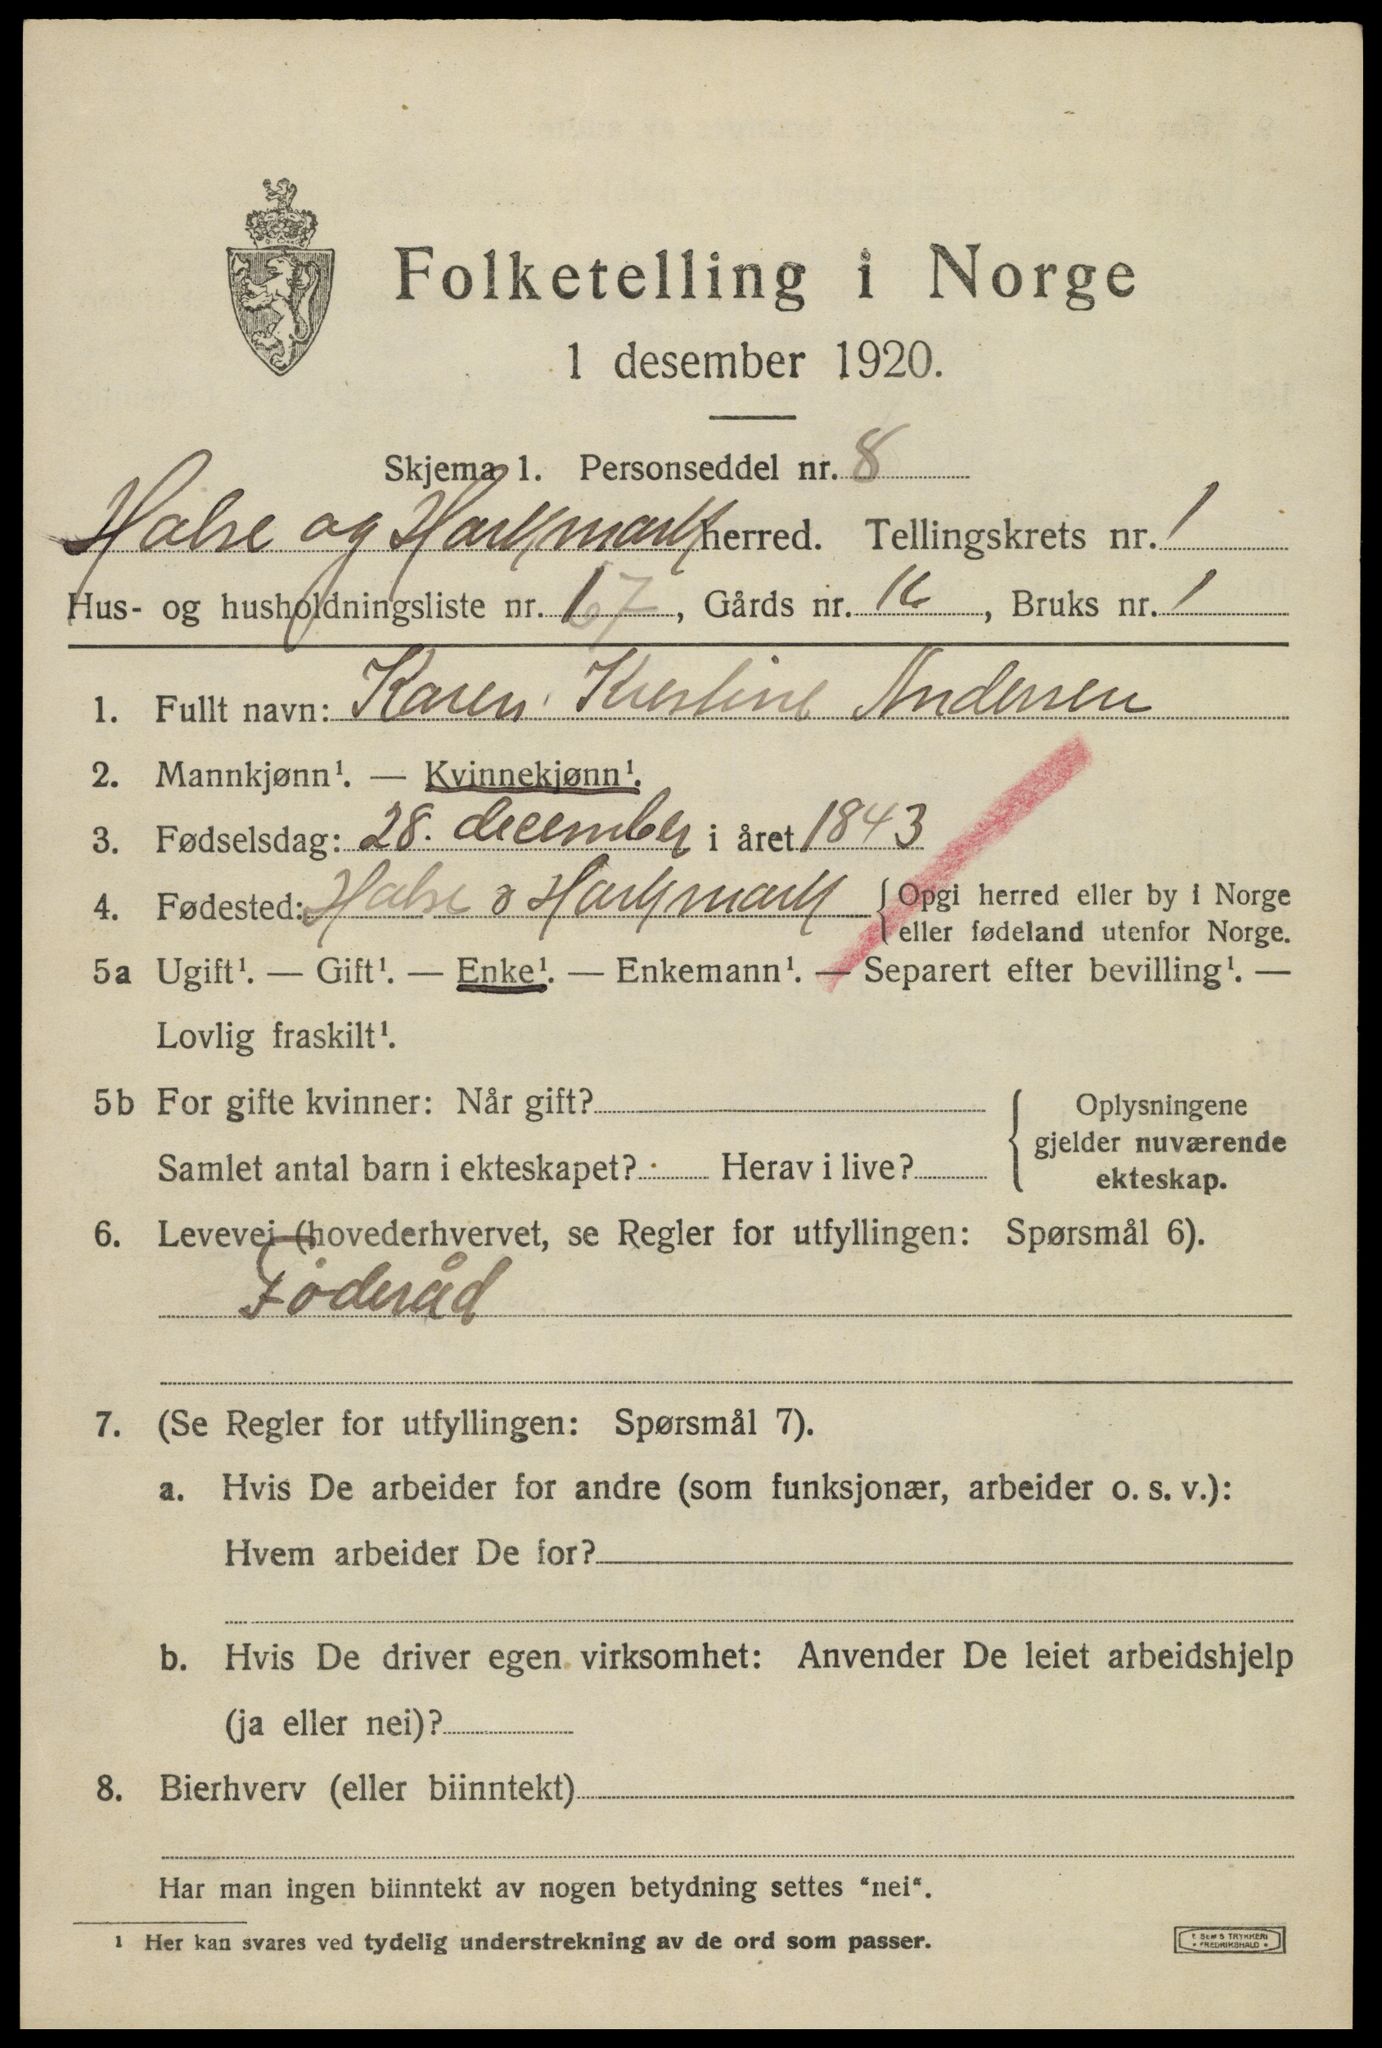 Folketelling i Norge
1 desember 1920.
Skjema 1. Personseddel nr. 8
Halse og Harkmark herred. Tellingskrets nr. 1
Hus- og husholdningsliste nr. 1 67, Gårds nr. 16, Bruks nr. 1
1. Fullt navn: Karen Kristine Andersen
2. Mannkjønn¹. — Kvinnekjønn¹.
3. Fødselsdag: 28. december i året 1843
4. Fødested: Halse & Harkmark {Opgi herred eller by i Norge
eller fødeland utenfor Norge.
5a Ugift¹. — Gift¹. — Enke¹. — Enkemann¹. — Separert efter bevilling¹. —
Lovlig fraskilt¹.
5b For gifte kvinner: Når gift?
Samlet antal barn i ekteskapet? Herav i live?
Oplysningene
gjelder nuværende
ekteskap.
6. Levevei (hovederhvervet, se Regler for utfyllingen: Spørsmål 6).
Føderåd
7. (Se Regler for utfyllingen: Spørsmål 7).
a. Hvis De arbeider for andre (som funksjonær, arbeider o. s. v.):
Hvem arbeider De for?
b. Hvis De driver egen virksomhet: Anvender De leiet arbeidshjelp
(ja eller nei)?
8. Bierhverv (eller biinntekt)
Har man ingen biinntekt av nogen betydning settes "nei".
¹ Her kan svares ved tydelig understrekning av de ord som passer.
E. SEM'S TRYKKERI
• FREDRIKSHALD •